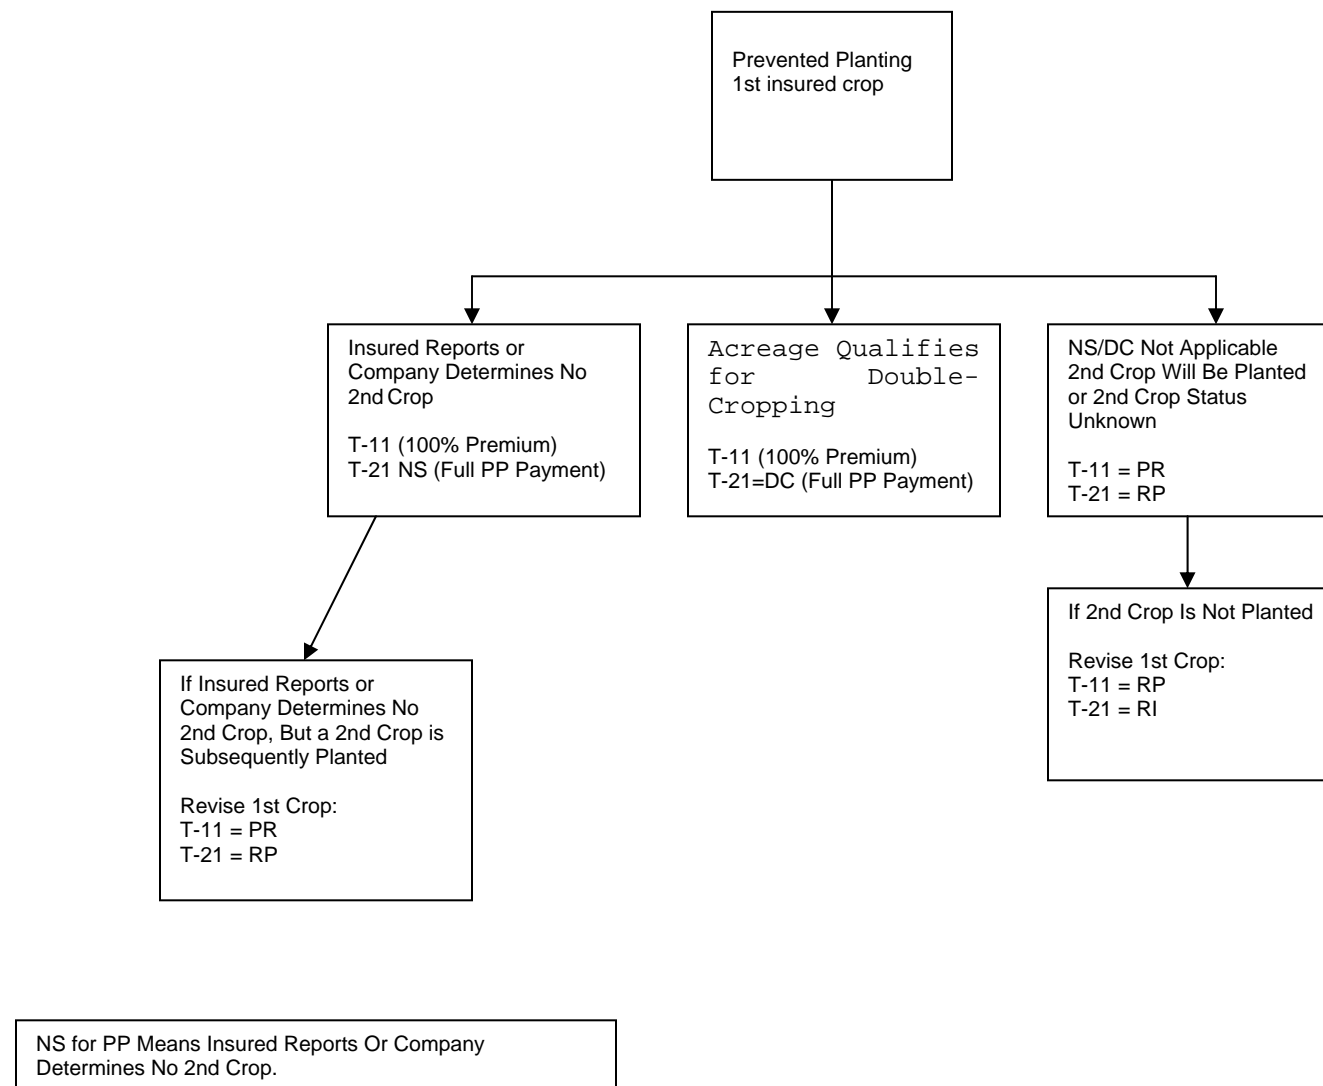 Prevented Planting
1st insured crop
Insured Reports or
Company Determines No
2nd Crop
T-11 (100% Premium)
T-21 NS (Full PP Payment)
Acreage Qualifies
for Double-
Cropping
T-11 (100% Premium)
T-21=DC (Full PP Payment)
NS/DC Not Applicable
2nd Crop Will Be Planted
or 2nd Crop Status
Unknown
T-11 = PR
T-21 = RP
If Insured Reports or
Company Determines No
2nd Crop, But a 2nd Crop is
Subsequently Planted
Revise 1st Crop:
T-11 = PR
T-21 = RP
If 2nd Crop Is Not Planted
Revise 1st Crop:
T-11 = RP
T-21 = RI
NS for PP Means Insured Reports Or Company
Determines No 2nd Crop.